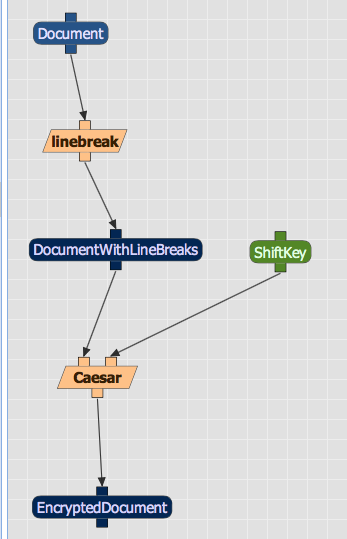 Document
linebreak
DocumentWithLineBreaks
ShiftKey
Caesar
EncryptedDocument